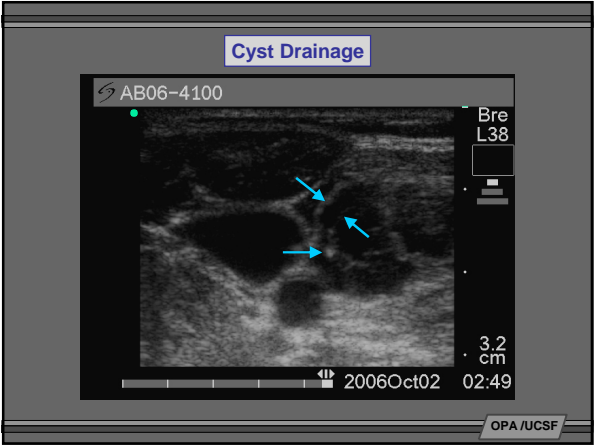 Cyst Drainage
AB06-4100
Bre
L38
3.2
cm
2006Oct02 02:49
OPA /UCSF